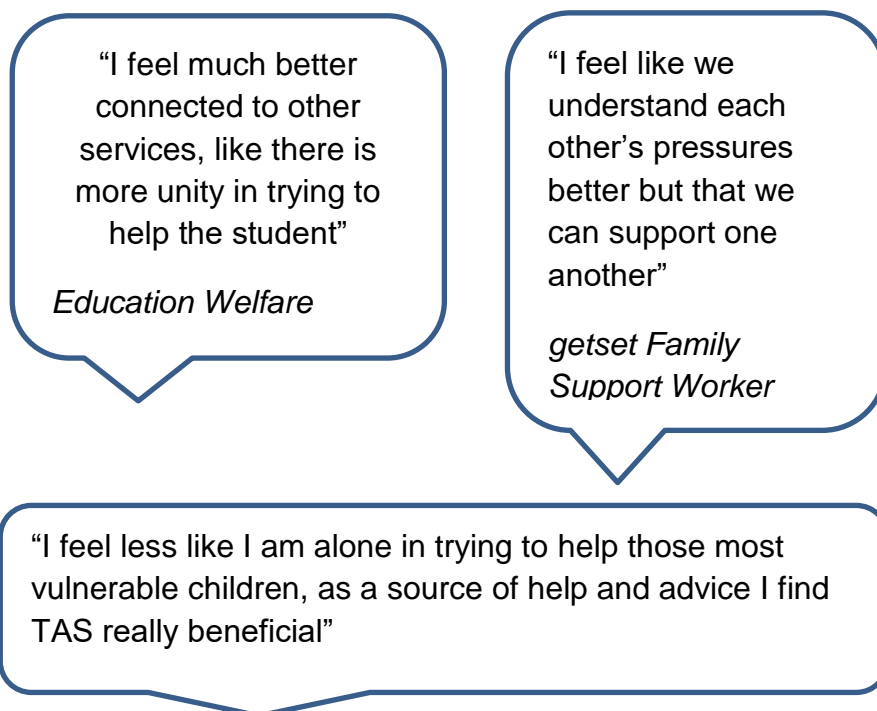 “I feel much better
connected to other
services, like there is
more unity in trying to
help the student”
Education Welfare
“I feel like we
understand each
other’s pressures
better but that we
can support one
another”
getset Family
Support Worker
“I feel less like I am alone in trying to help those most
vulnerable children, as a source of help and advice I find
TAS really beneficial”